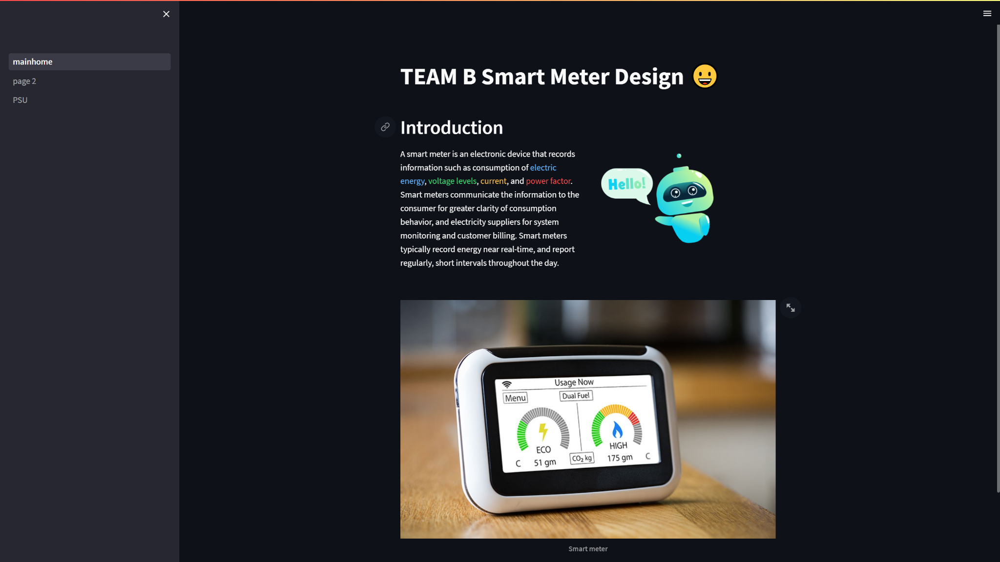 mainhome
page 2
PSU
TEAM B Smart Meter Design 😃
Introduction
A smart meter is an electronic device that records
information such as consumption of electric
energy, voltage levels, current, and power factor.
Smart meters communicate the information to the
consumer for greater clarity of consumption
behavior, and electricity suppliers for system
monitoring and customer billing. Smart meters
typically record energy near real-time, and report
regularly, short intervals throughout the day.
Hello!
Usage Now
Menu
Dual Fuel
ECO
HIGH
C 51 gm CO₂ kg 175 gm C
Smart meter